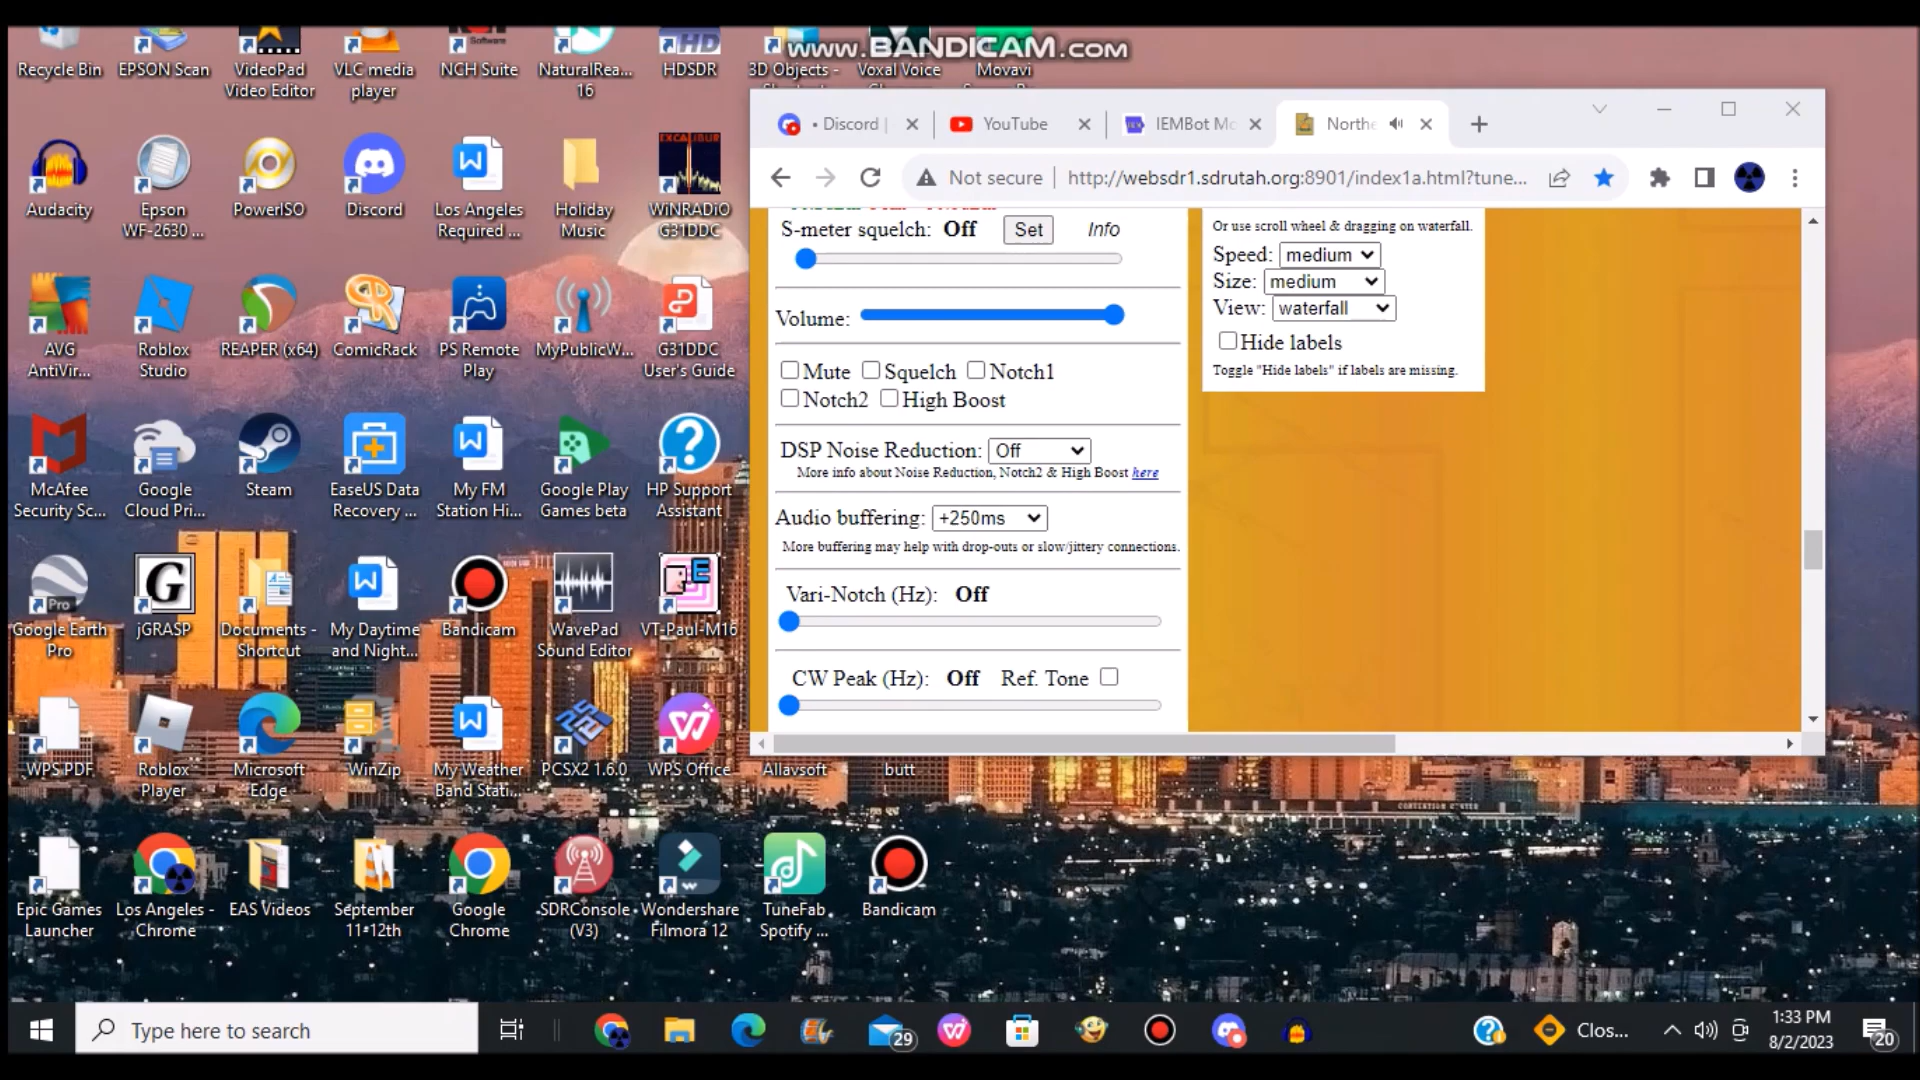 www.BANDICAM.com
Recycle Bin
EPSON Scan
VideoPad
Video Editor
VLC media
player
Software
NCH Suite
NaturalRea...
16
HD
HDSDR
3D Objects -
Voxal Voice
Movavi
Audacity
Epson
WF-2630 ...
PowerISO
Discord
Los Angeles
Required ...
Holiday
Music
EXCALIBUR
WiNRADiO
G31DDC
AVG
AntiVir...
Roblox
Studio
REAPER (x64)
ComicRack
PS Remote
Play
MyPublicW...
G31DDC
User's Guide
McAfee
Security Sc...
Google
Cloud Pri...
Steam
EaseUS Data
Recovery ...
My FM
Station Hi...
Google Play
Games beta
HP Support
Assistant
Pro
Google Earth
Pro
G
jGRASP
Documents -
Shortcut
My Daytime
and Night...
Bandicam
WavePad
Sound Editor
E
VT-Paul-M16
WPS PDF
Roblox
Player
Microsoft
Edge
WinZip
My Weather
Band Stati...
PCSX2 1.6.0
WPS Office
Allavsoft
butt
Epic Games
Launcher
Los Angeles -
Chrome
EAS Videos
September
11-12th
Google
Chrome
SDRConsole
(V3)
Wondershare
Filmora 12
TuneFab
Spotify ...
Bandicam
CONVENTION CENTER
• Discord |
YouTube
IEMBot Mo
Northe
Not secure
http://websdr1.sdrutah.org:8901/index1a.html?tune...
S-meter squelch: Off Set Info
Volume:
Mute Squelch Notch1
Notch2 High Boost
DSP Noise Reduction: Off
More info about Noise Reduction, Notch2 & High Boost here
Audio buffering: +250ms
More buffering may help with drop-outs or slow/jittery connections.
Vari-Notch (Hz): Off
CW Peak (Hz): Off Ref. Tone
Or use scroll wheel & dragging on waterfall.
Speed: medium
Size: medium
View: waterfall
Hide labels
Toggle "Hide labels" if labels are missing.
Type here to search
29
Clos...
1:33 PM
8/2/2023
20